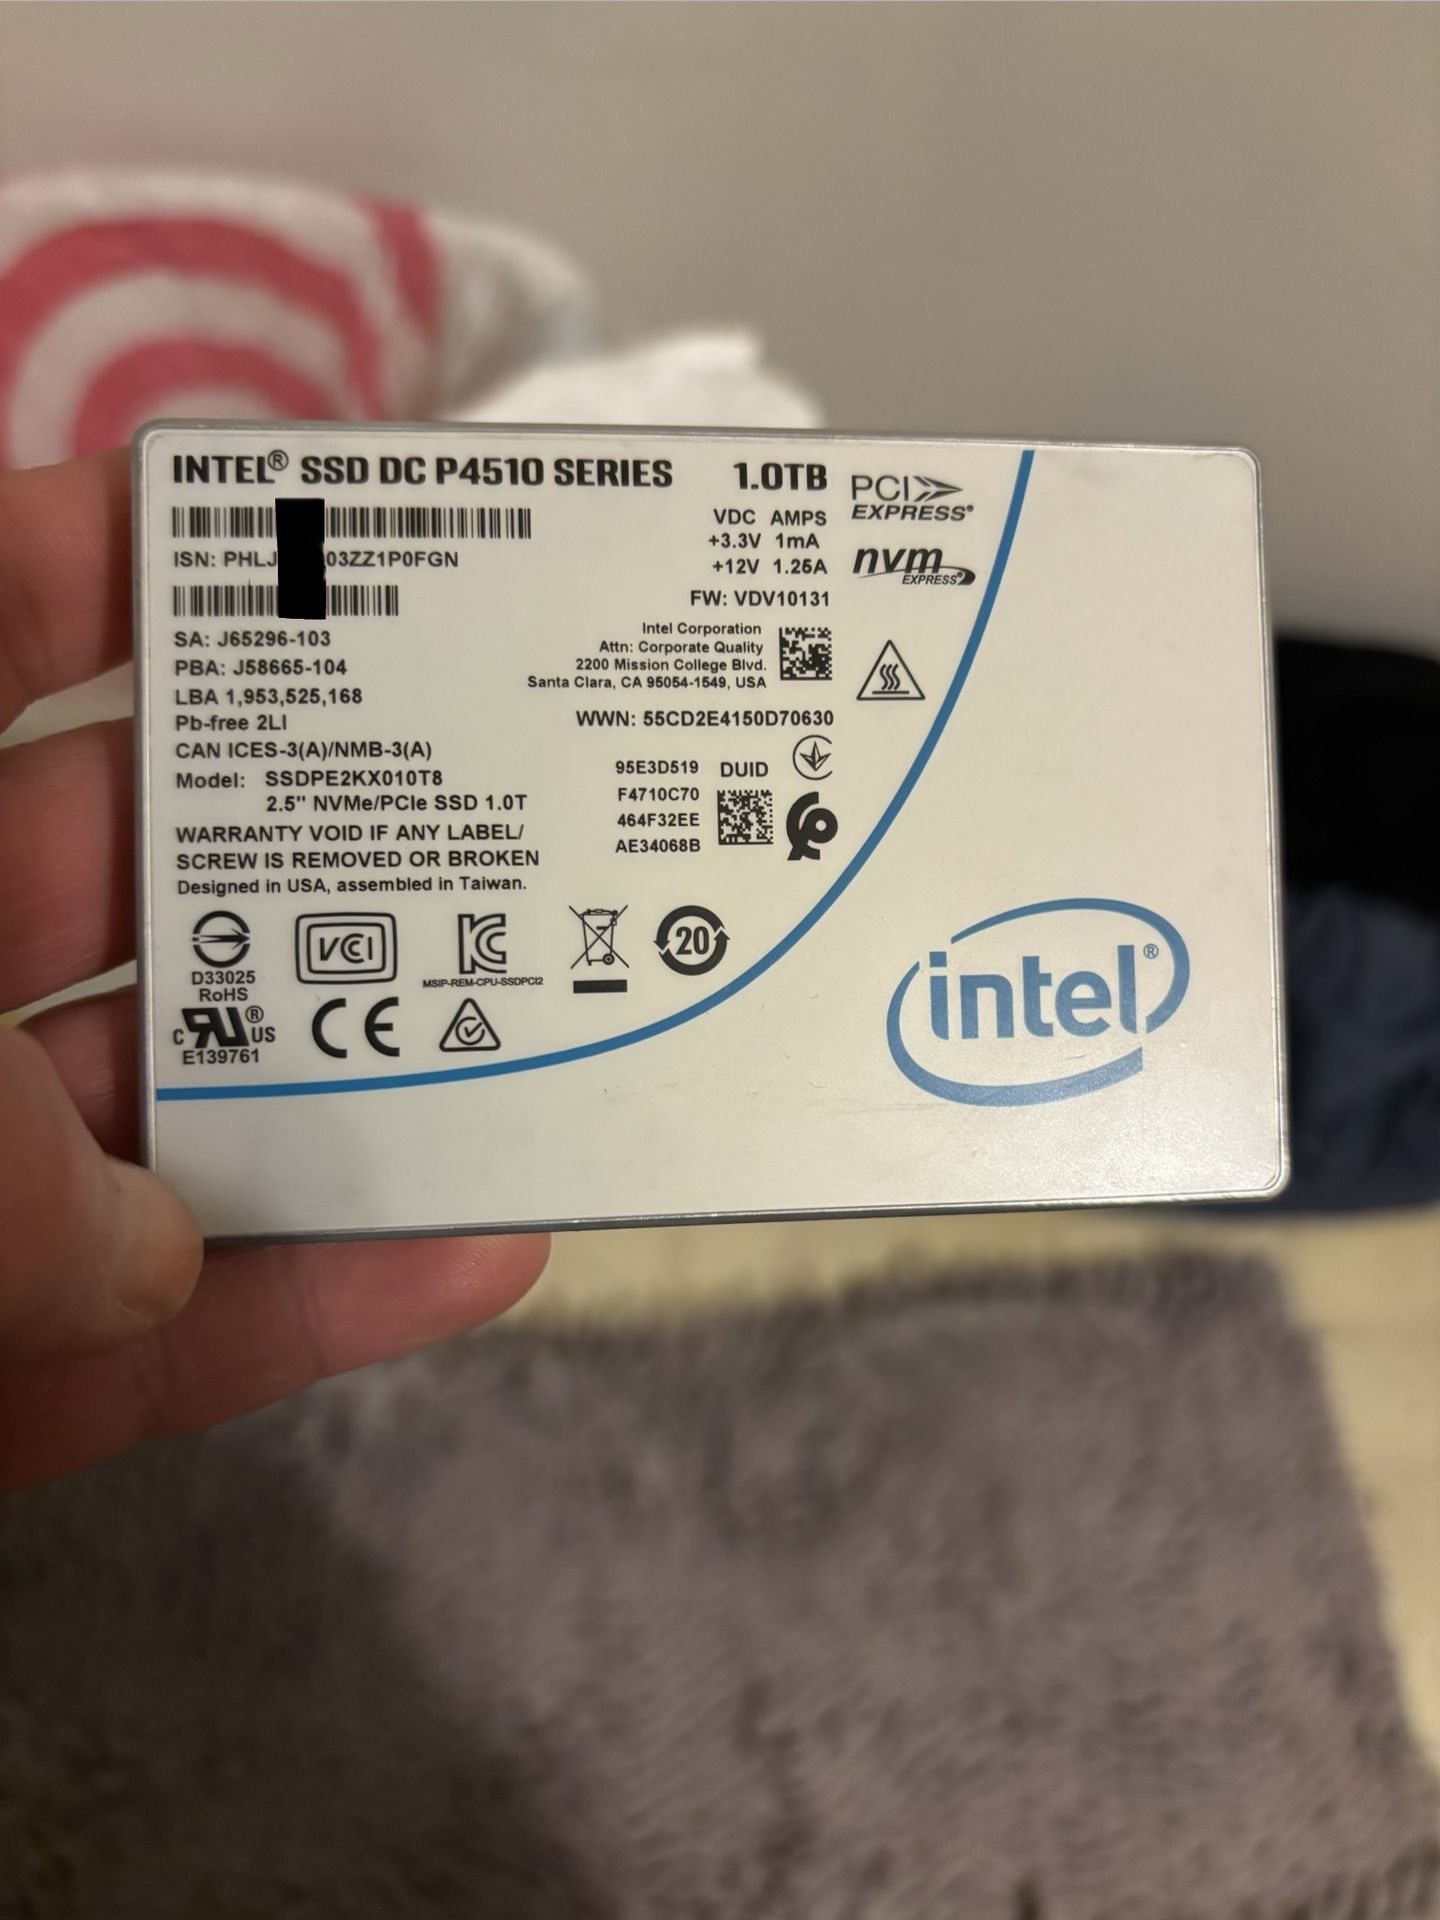 INTEL® SSD DC P4510 SERIES 1.0TB
PCI EXPRESS®
VDC AMPS
+3.3V 1mA
+12V 1.25A
nvm EXPRESS®
ISN: PHLJ 03ZZ1P0FGN
FW: VDV10131
SA: J65296-103
PBA: J58665-104
LBA 1,953,525,168
Pb-free 2LI
CAN ICES-3(A)/NMB-3(A)
Model: SSDPE2KX010T8
2.5" NVMe/PCIe SSD 1.0T
WARRANTY VOID IF ANY LABEL/
SCREW IS REMOVED OR BROKEN
Designed in USA, assembled in Taiwan.
Intel Corporation
Attn: Corporate Quality
2200 Mission College Blvd.
Santa Clara, CA 95054-1549, USA
WWN: 55CD2E4150D70630
95E3D519 DUID
F4710C70
464F32EE
AE34068B
D33025
RoHS
VCI
MSIP-REM-CPU-SSDPCI2
20
c RU® US
E139761
CE
intel®